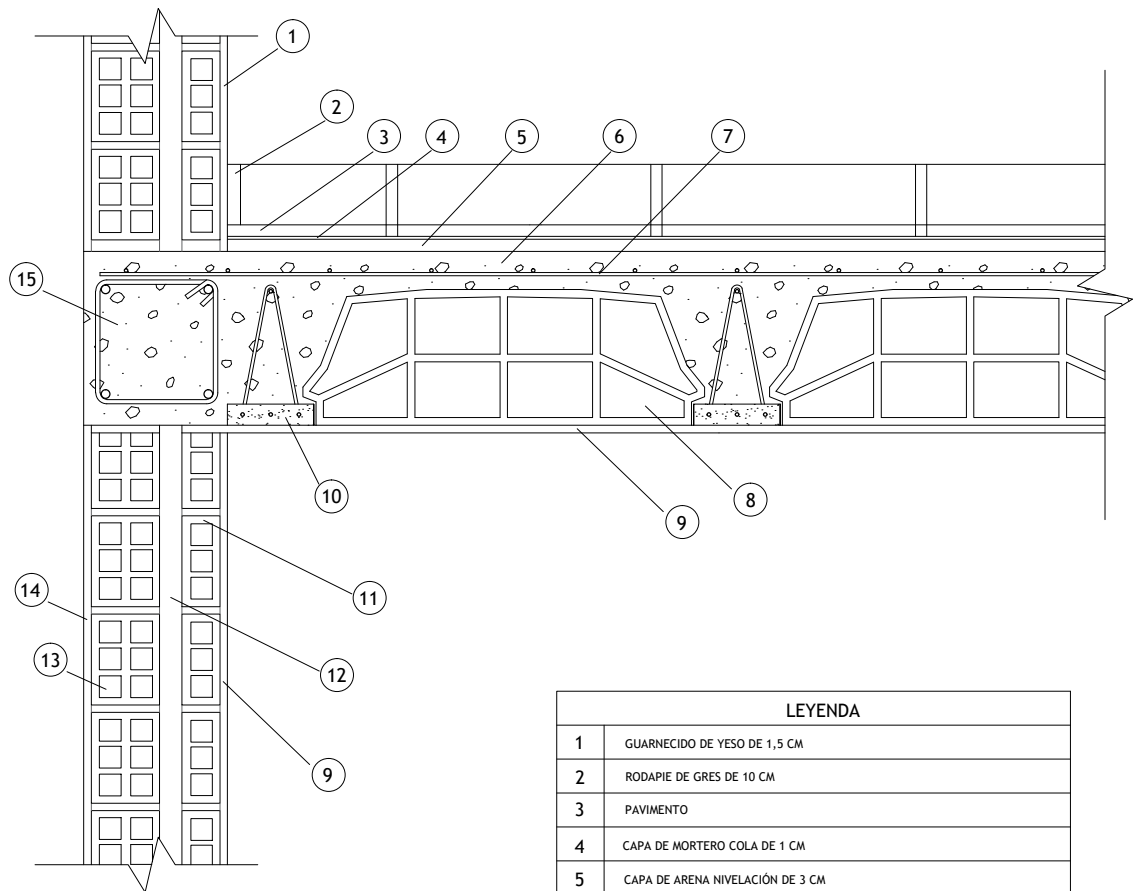 1
2
3
4
5
6
7
15
10
9
8
14
11
13
12
9
LEYENDA
1 GUARNECIDO DE YESO DE 1,5 CM
2 RODAPIE DE GRES DE 10 CM
3 PAVIMENTO
4 CAPA DE MORTERO COLA DE 1 CM
5 CAPA DE ARENA NIVELACIÓN DE 3 CM